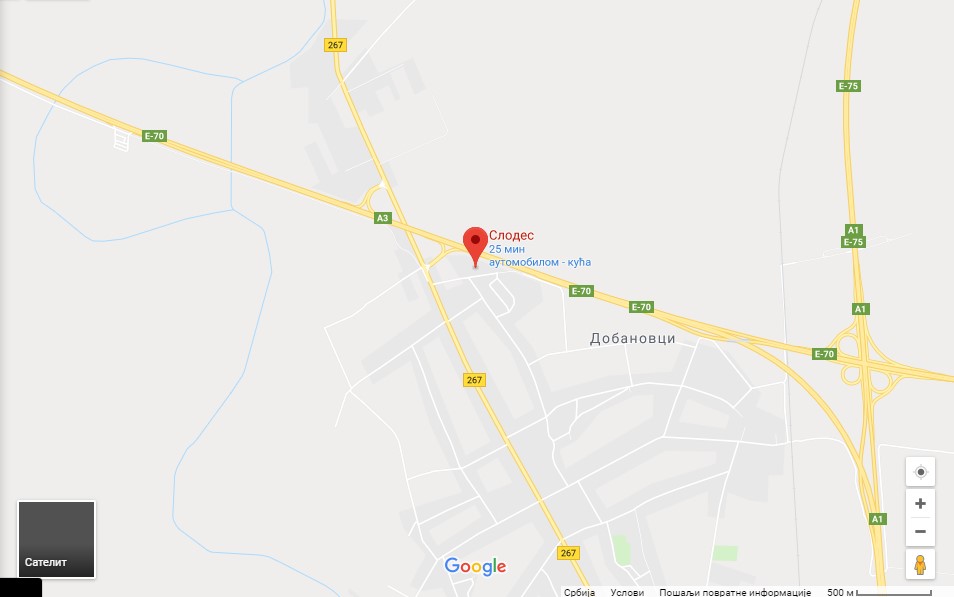 267
E-75
E-70
A3
A1
E-75
Слодес
25 мин
аутомобилом - кућа
E-70
E-70
A1
Добановци
E-70
267
A1
267
Сателит
Google
Србија Услови Пошаљи повратне информације 500 м